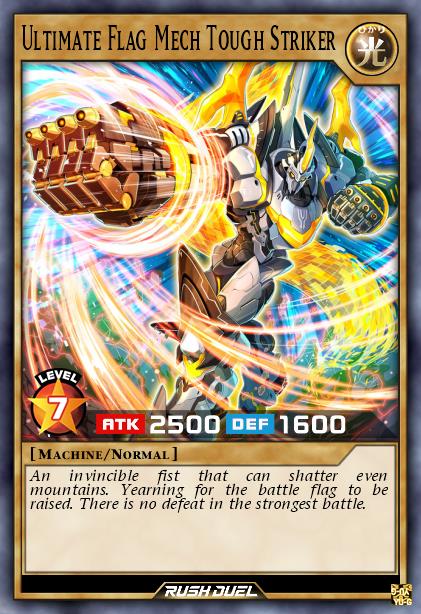 ULTIMATE FLAG MECH TOUGH STRIKER
ひかり
光
LEVEL
7
ATK 2500 DEF 1600
[MACHINE/NORMAL]
An invincible fist that can shatter even
mountains. Yearning for the battle flag to be
raised. There is no defeat in the strongest battle.
RUSH DUEL